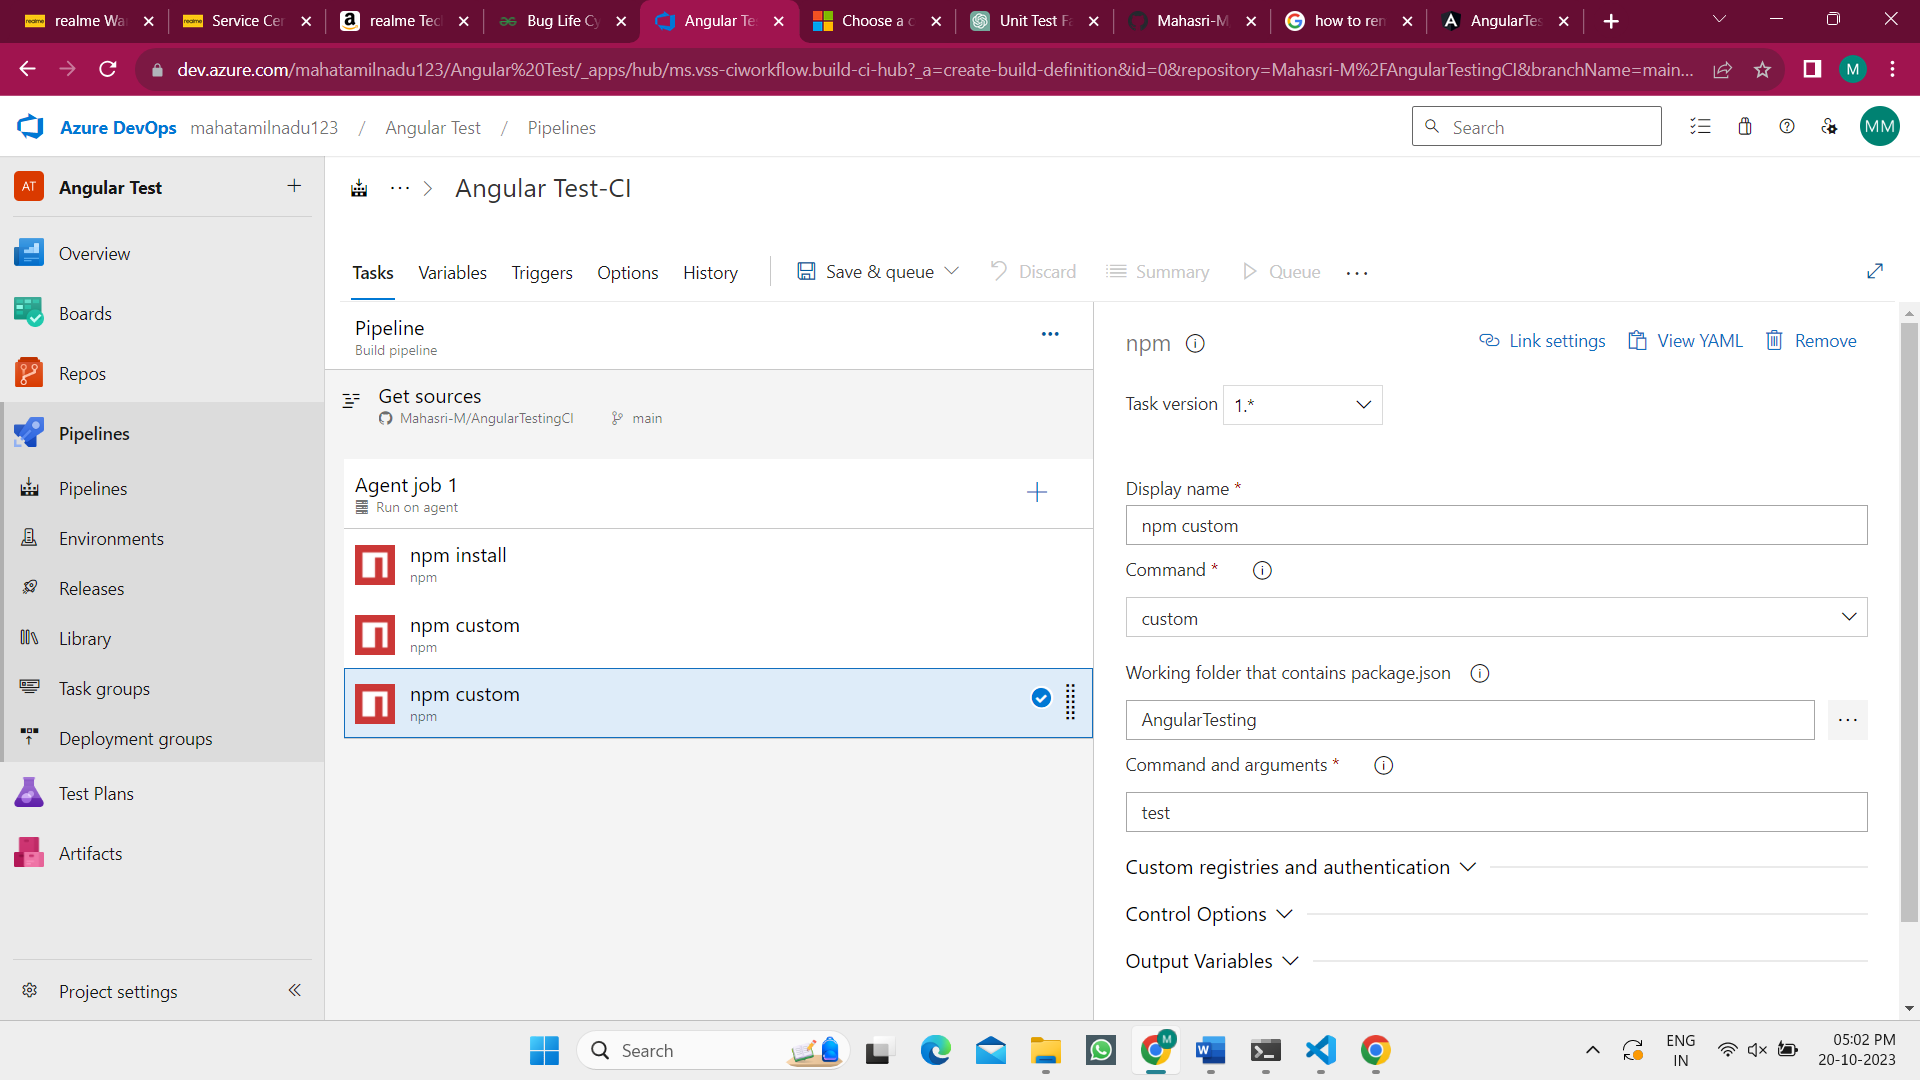 realme Wa
Service Cer
realme Tec
Bug Life Cy
Angular Te
Choose a c
Unit Test Fa
Mahasri-M
how to ren
AngularTes
dev.azure.com/mahatamilnadu123/Angular%20Test/_apps/hub/ms.vss-ciworkflow.build-ci-hub?_a=create-build-definition&id=0&repository=Mahasri-M%2FAngularTestingCI&branchName=main...
M
Azure DevOps mahatamilnadu123 / Angular Test / Pipelines
Search
MM
AT Angular Test
Overview
Boards
Repos
Pipelines
Pipelines
Environments
Releases
Library
Task groups
Deployment groups
Test Plans
Artifacts
Project settings
Angular Test-CI
Tasks Variables Triggers Options History Save & queue Discard Summary Queue
Pipeline
Build pipeline
Get sources
Mahasri-M/AngularTestingCI main
Agent job 1
Run on agent
npm install
npm
npm custom
npm
npm custom
npm
npm Link settings View YAML Remove
Task version 1.*
Display name *
npm custom
Command *
custom
Working folder that contains package.json
AngularTesting
Command and arguments *
test
Custom registries and authentication
Control Options
Output Variables
Search
M
ENG
IN
05:02 PM
20-10-2023